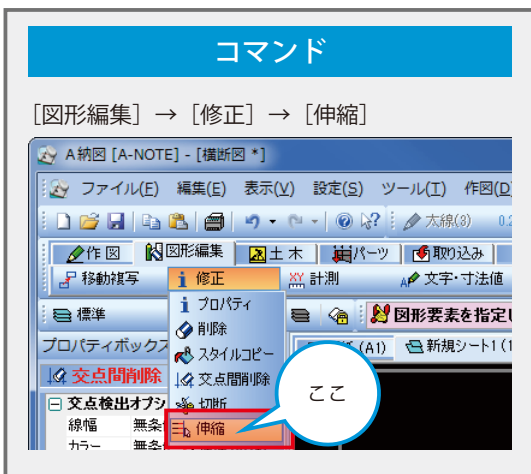 コマンド
［図形編集］→［修正］→［伸縮］
A納図 [A-NOTE] - [横断図 *]
ファイル(F) 編集(E) 表示(V) 設定(S) ツール(T) 作図(D
太線(3) 0.2
作図 図形編集 土木 パーツ 取り込み
移動複写 修正 計測 文字・寸法値
標準 図形要素を指定し
プロパティボックス (A1) 新規シート1 (1
プロパティ
削除
スタイルコピー
交点間削除 交点間削除
交点検出オプシ 切断
線幅 無条
伸縮
カラー 無条
ここ